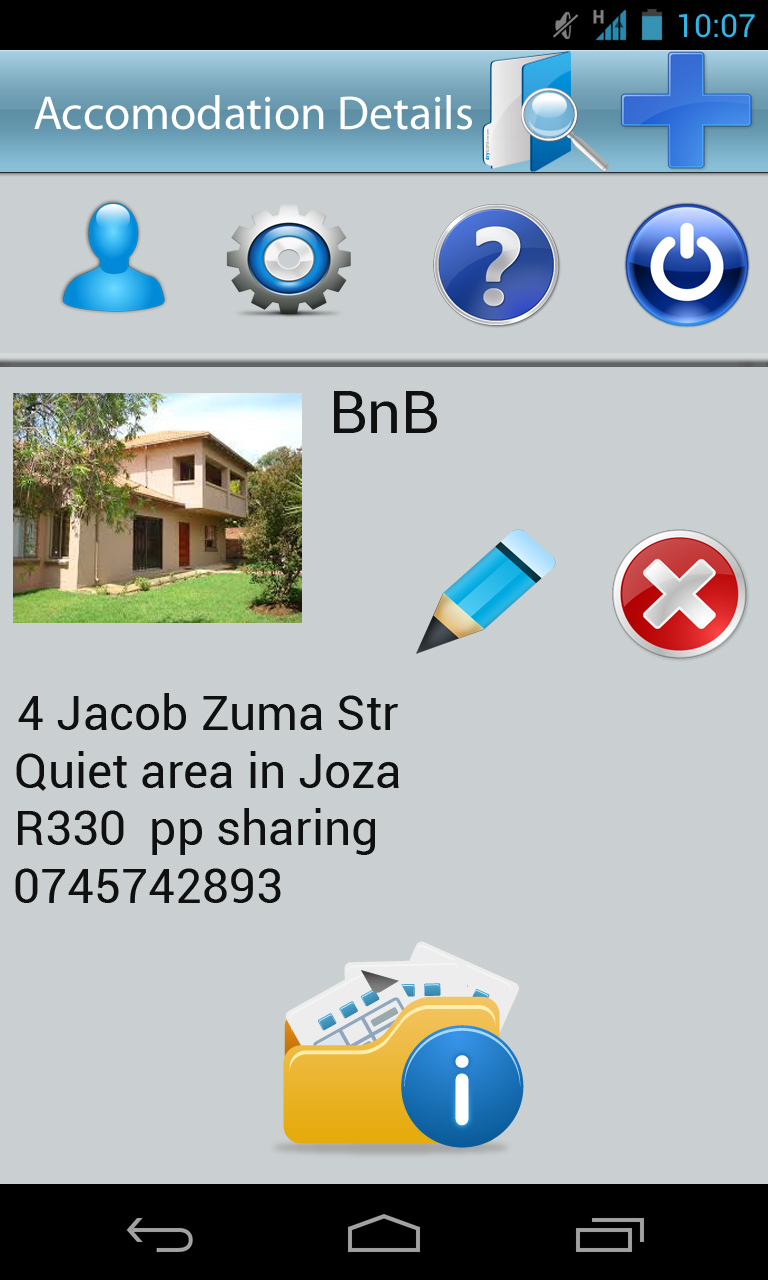 H 10:07
Accomodation Details
?
BnB
4 Jacob Zuma Str
Quiet area in Joza
R330 pp sharing
0745742893
i